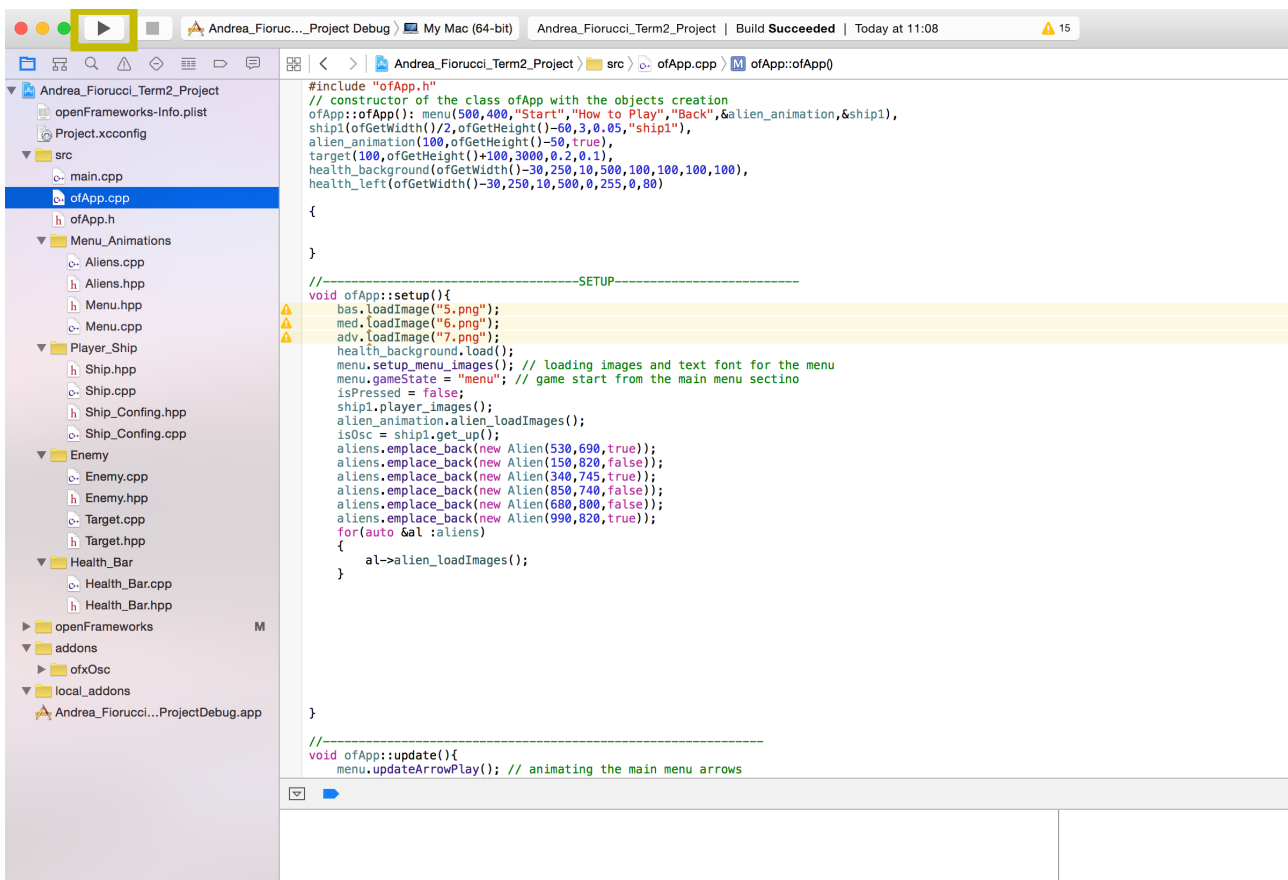 Andrea_Fioruc..._Project Debug 〉 My Mac (64-bit)
Andrea_Fiorucci_Term2_Project | Build Succeeded | Today at 11:08
15
Andrea_Fiorucci_Term2_Project 〉 src 〉 ofApp.cpp 〉 M ofApp::ofApp()
Andrea_Fiorucci_Term2_Project
openFrameworks-Info.plist
Project.xcconfig
src
main.cpp
ofApp.cpp
ofApp.h
Menu_Animations
Aliens.cpp
Aliens.hpp
Menu.hpp
Menu.cpp
Player_Ship
Ship.hpp
Ship.cpp
Ship_Confing.hpp
Ship_Confing.cpp
Enemy
Enemy.cpp
Enemy.hpp
Target.cpp
Target.hpp
Health_Bar
Health_Bar.cpp
Health_Bar.hpp
openFrameworks M
addons
ofxOsc
local_addons
Andrea_Fiorucci...ProjectDebug.app
#include "ofApp.h"
// constructor of the class ofApp with the objects creation
ofApp::ofApp(): menu(500,400,"Start","How to Play","Back",&alien_animation,&ship1),
ship1(ofGetWidth()/2,ofGetHeight()-60,3,0.05,"ship1"),
alien_animation(100,ofGetHeight()-50,true),
target(100,ofGetHeight()+100,3000,0.2,0.1),
health_background(ofGetWidth()-30,250,10,500,100,100,100,100),
health_left(ofGetWidth()-30,250,10,500,0,255,0,80)
{
}
//------------------------------------SETUP--------------------------
void ofApp::setup(){
bas.loadImage("5.png");
med.loadImage("6.png");
adv.loadImage("7.png");
health_background.load();
menu.setup_menu_images(); // loading images and text font for the menu
menu.gameState = "menu"; // game start from the main menu sectino
isPressed = false;
ship1.player_images();
alien_animation.alien_loadImages();
isOsc = ship1.get_up();
aliens.emplace_back(new Alien(530,690,true));
aliens.emplace_back(new Alien(150,820,false));
aliens.emplace_back(new Alien(340,745,true));
aliens.emplace_back(new Alien(850,740,false));
aliens.emplace_back(new Alien(680,800,false));
aliens.emplace_back(new Alien(990,820,true));
for(auto &al :aliens)
{
al->alien_loadImages();
}
}
//--------------------------------------------------------------
void ofApp::update(){
menu.updateArrowPlay(); // animating the main menu arrows